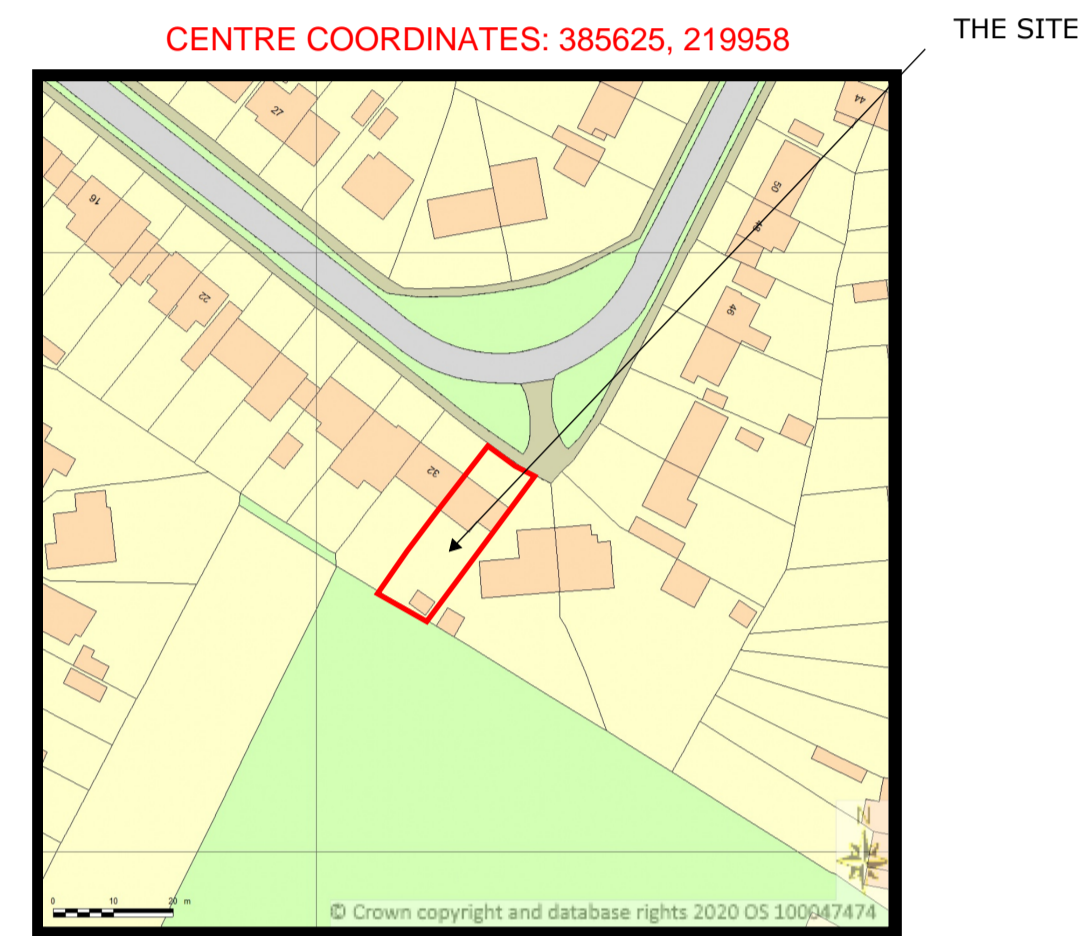 CENTRE COORDINATES: 385625, 219958
THE SITE
27
44
16
50
48
22
46
32
N
0 10 20 m
© Crown copyright and database rights 2020 OS 100047474